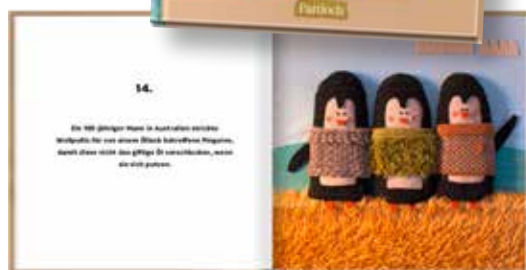 Pattloch
14.
Ein 109-jähriger Mann in Australien strickte
Wollpullis für von einem Ölleck betroffene Pinguine,
damit diese nicht das giftige Öl verschlucken, wenn
sie sich putzen.